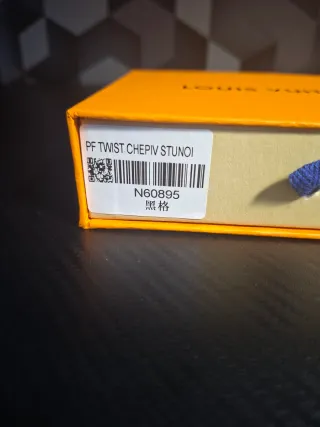 PF TWIST CHEPIV STUNOI
N60895
黑格